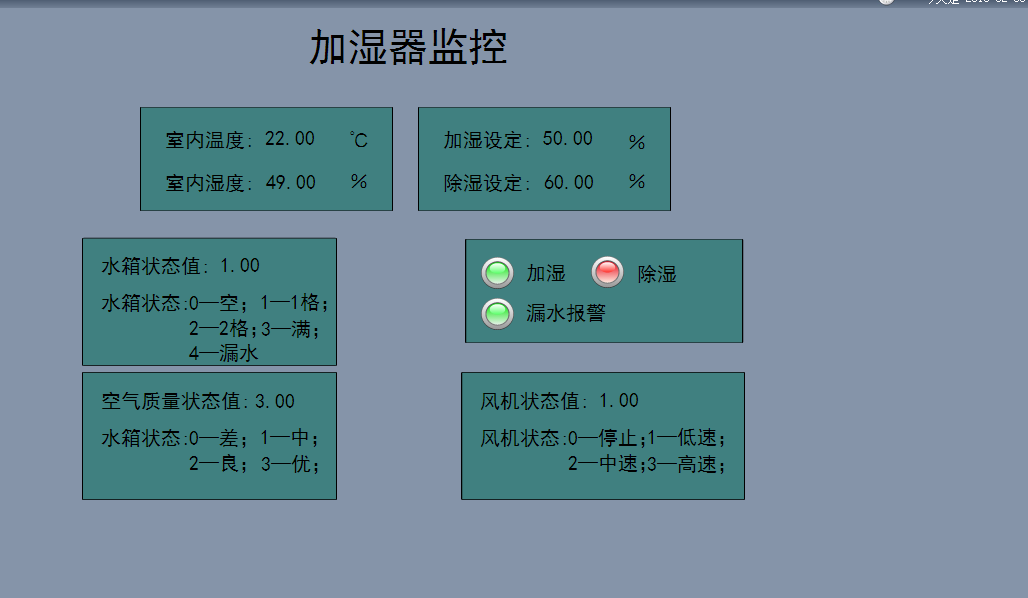 加湿器监控
室内温度: 22.00 ℃
室内湿度: 49.00 %
加湿设定: 50.00 %
除湿设定: 60.00 %
水箱状态值: 1.00
水箱状态:0—空; 1—1格;
2—2格;3—满;
4—漏水
加湿 除湿
漏水报警
空气质量状态值: 3.00
水箱状态:0—差; 1—中;
2—良; 3—优;
风机状态值: 1.00
风机状态:0—停止;1—低速;
2—中速;3—高速;